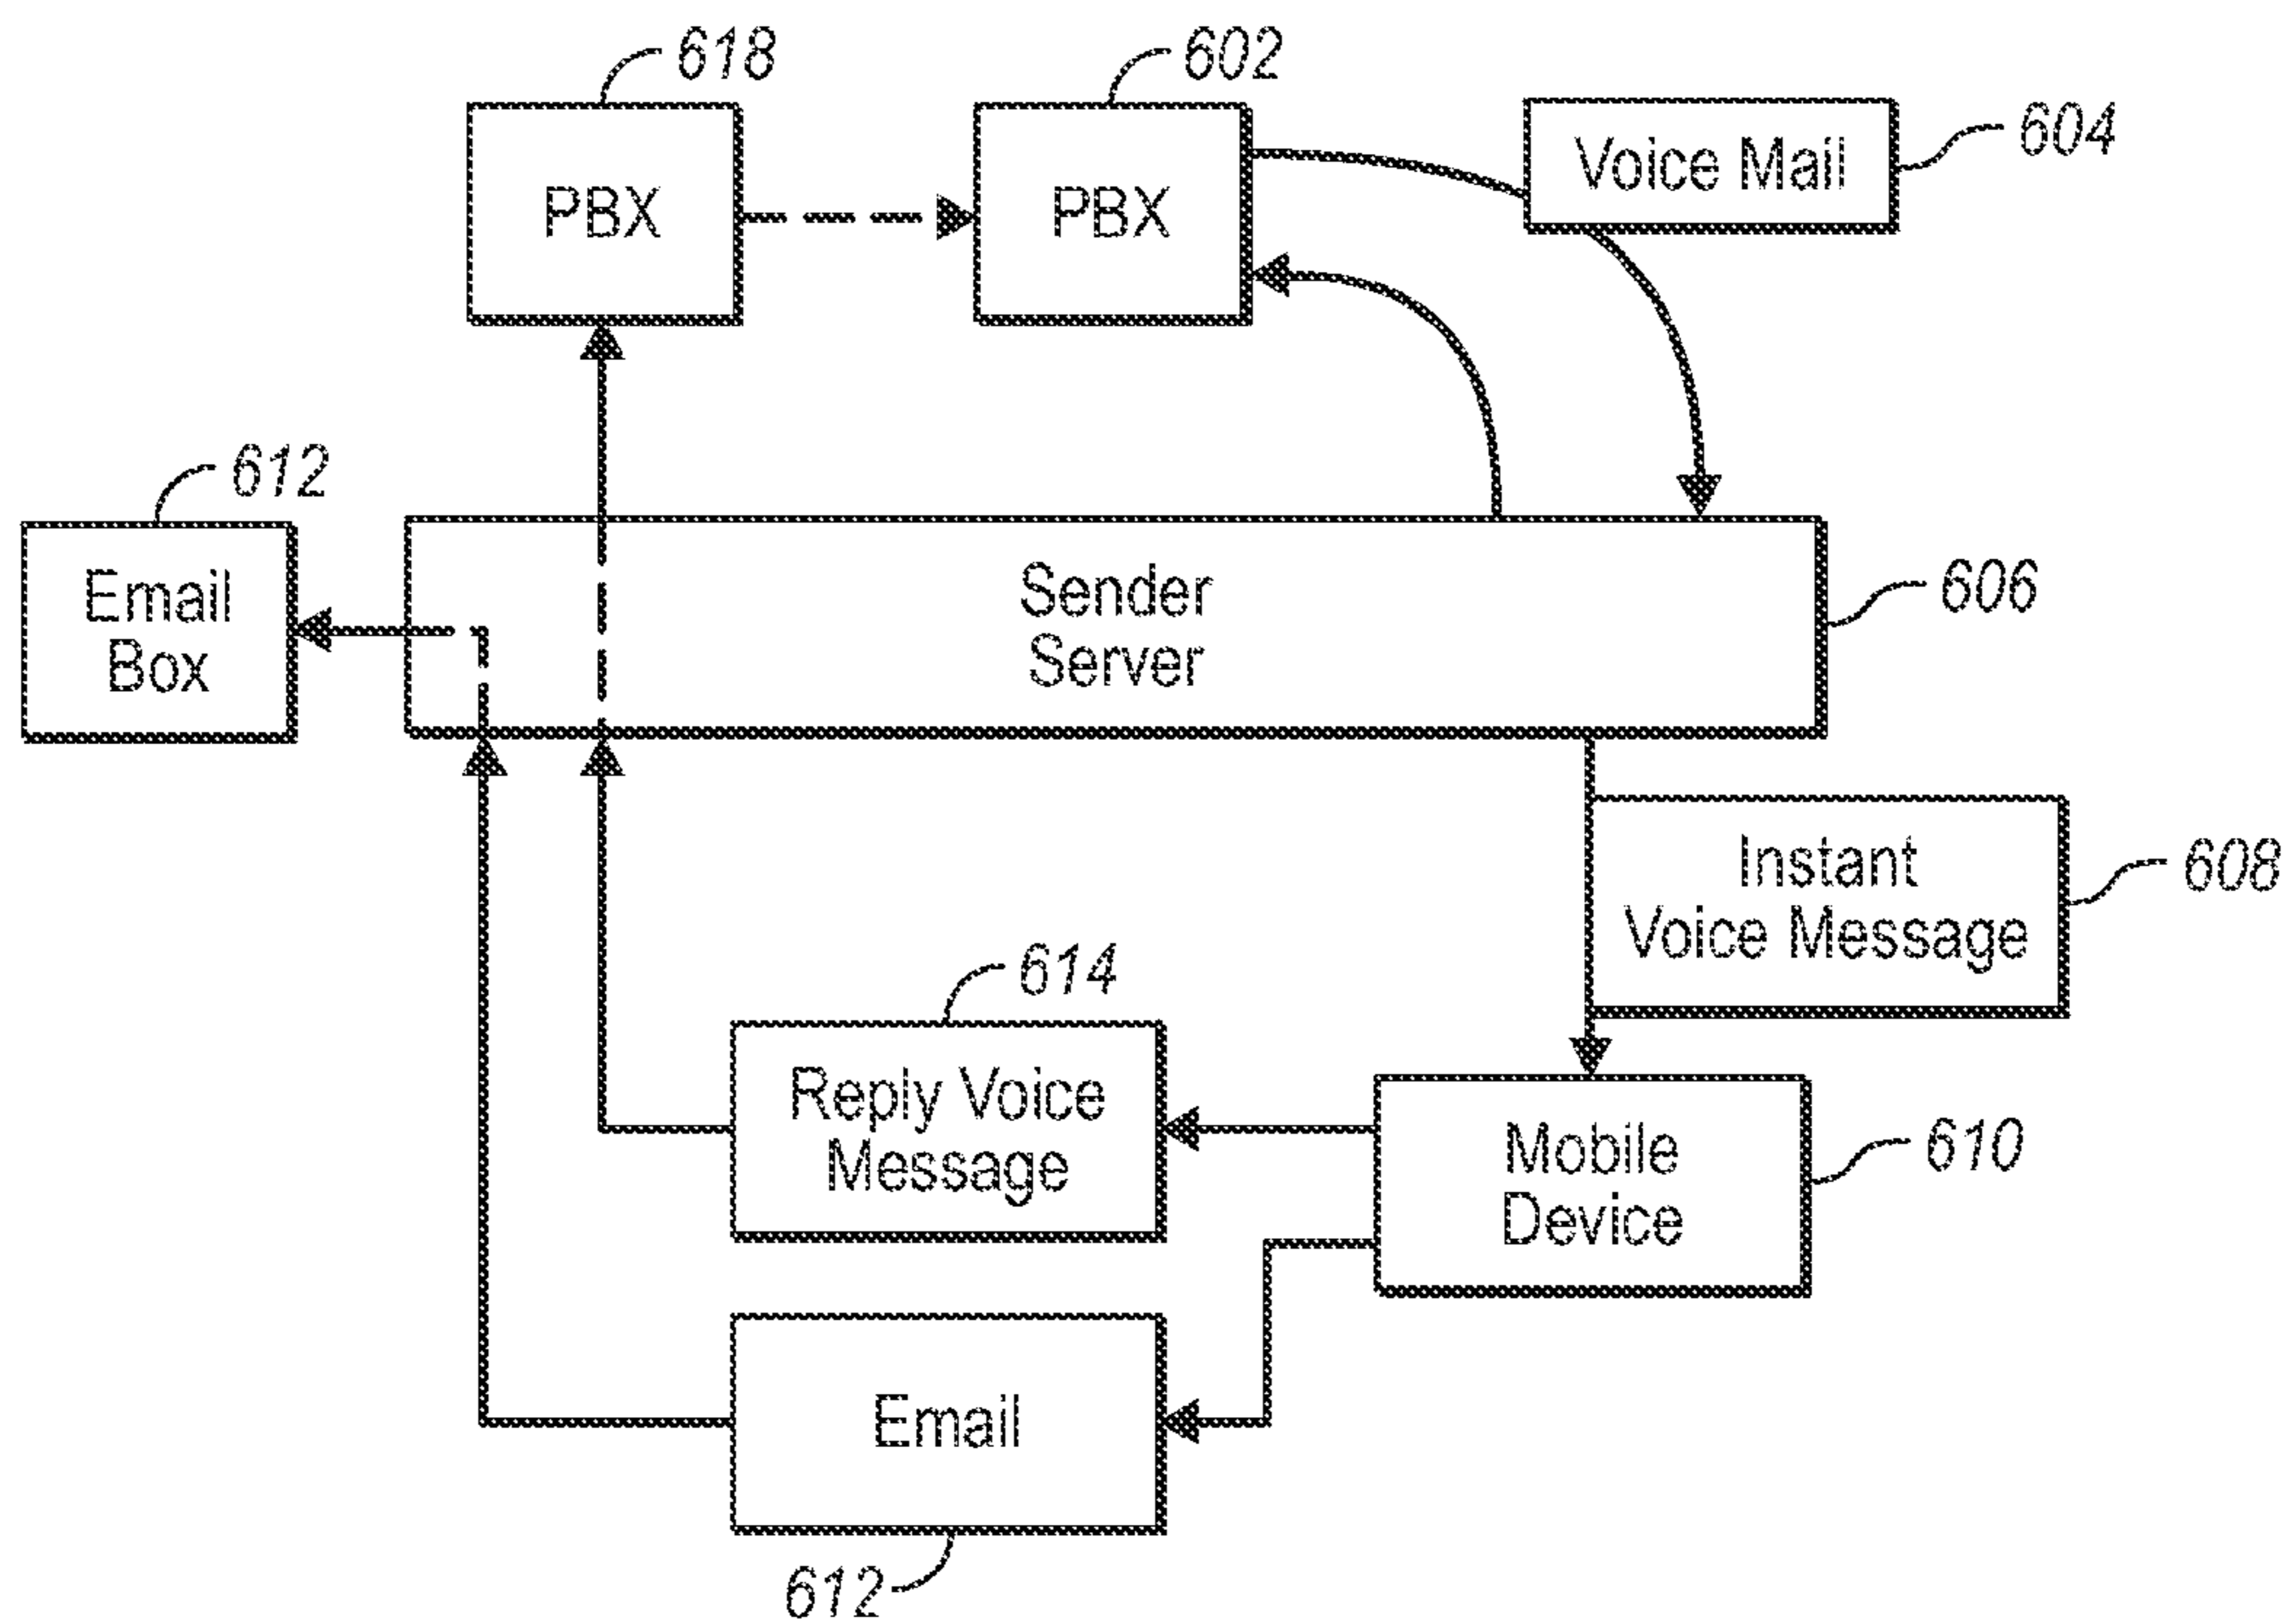 618
602
604
PBX
PBX
Voice Mail
612
606
Email
Box
Sender
Server
608
Instant
Voice Message
614
610
Reply Voice
Message
Mobile
Device
Email
612